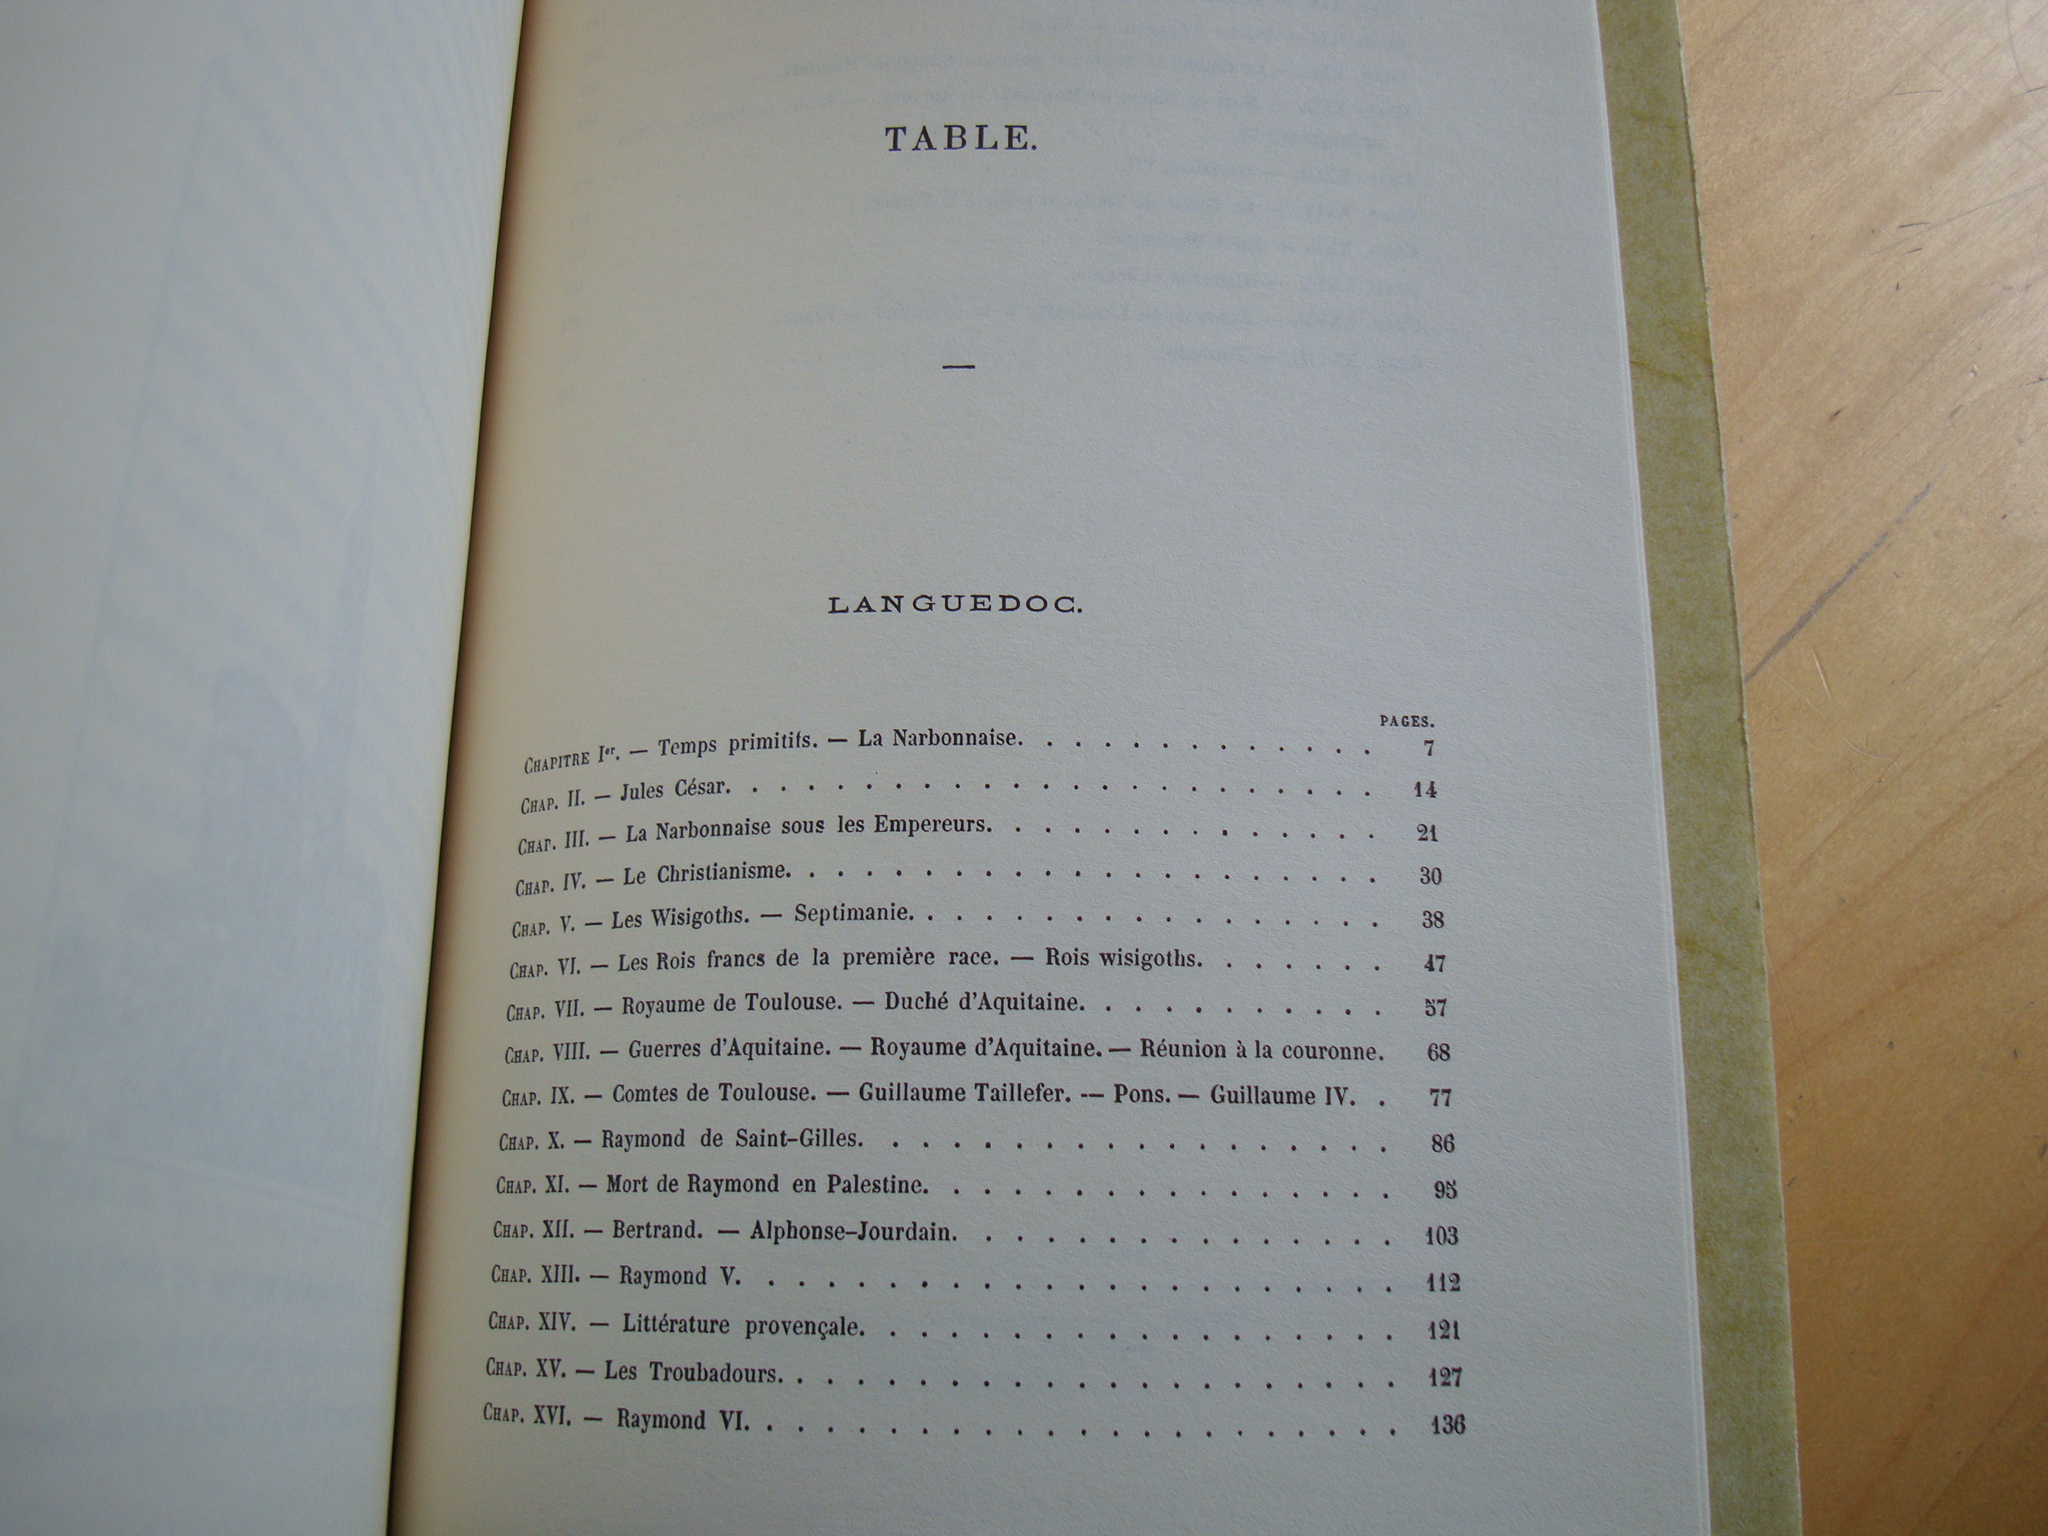 TABLE.
—
LANGUEDOC.
PAGES.
CHAPITRE Ier. — Temps primitifs. — La Narbonnaise. . . . . . . . . . . . . 7
CHAP. II. — Jules César. . . . . . . . . . . . . . . . . . . . . . . 14
CHAP. III. — La Narbonnaise sous les Empereurs. . . . . . . . . . . . . . 21
CHAP. IV. — Le Christianisme. . . . . . . . . . . . . . . . . . . . . 30
CHAP. V. — Les Wisigoths. — Septimanie. . . . . . . . . . . . . . . . . 38
CHAP. VI. — Les Rois francs de la première race. — Rois wisigoths. . . . . . . 47
CHAP. VII. — Royaume de Toulouse. — Duché d'Aquitaine. . . . . . . . . . . 57
CHAP. VIII. — Guerres d'Aquitaine. — Royaume d'Aquitaine. — Réunion à la couronne. 68
CHAP. IX. — Comtes de Toulouse. — Guillaume Taillefer. — Pons. — Guillaume IV. . 77
CHAP. X. — Raymond de Saint-Gilles. . . . . . . . . . . . . . . . . . 86
CHAP. XI. — Mort de Raymond en Palestine. . . . . . . . . . . . . . . . 95
CHAP. XII. — Bertrand. — Alphonse-Jourdain. . . . . . . . . . . . . . . 103
CHAP. XIII. — Raymond V. . . . . . . . . . . . . . . . . . . . . . 112
CHAP. XIV. — Littérature provençale. . . . . . . . . . . . . . . . . . 121
CHAP. XV. — Les Troubadours. . . . . . . . . . . . . . . . . . . . . 127
CHAP. XVI. — Raymond VI. . . . . . . . . . . . . . . . . . . . . . 136